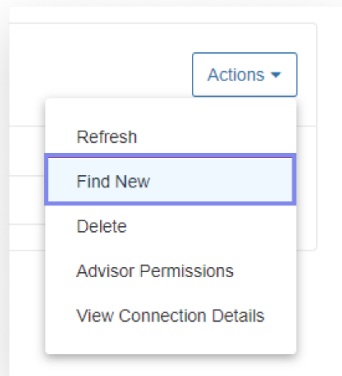 Actions
Refresh
Find New
Delete
Advisor Permissions
View Connection Details